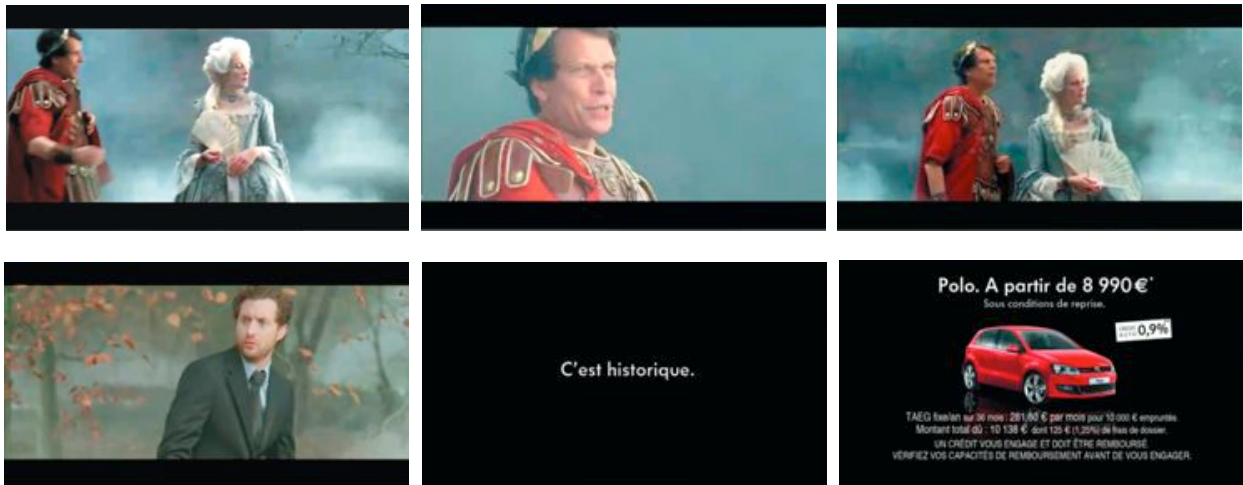 C'est historique.
Polo. A partir de 8 990 €*
Sous conditions de reprise.
CREDIT
AUTO 0,9%
TAEG fixe/an sur 36 mois : 281,60 € par mois pour 10 000 € empruntés.
Montant total dû : 10 138 € dont 125 € (1,25%) de frais de dossier.
UN CRÉDIT VOUS ENGAGE ET DOIT ÊTRE REMBOURSÉ.
VÉRIFIEZ VOS CAPACITÉS DE REMBOURSEMENT AVANT DE VOUS ENGAGER.